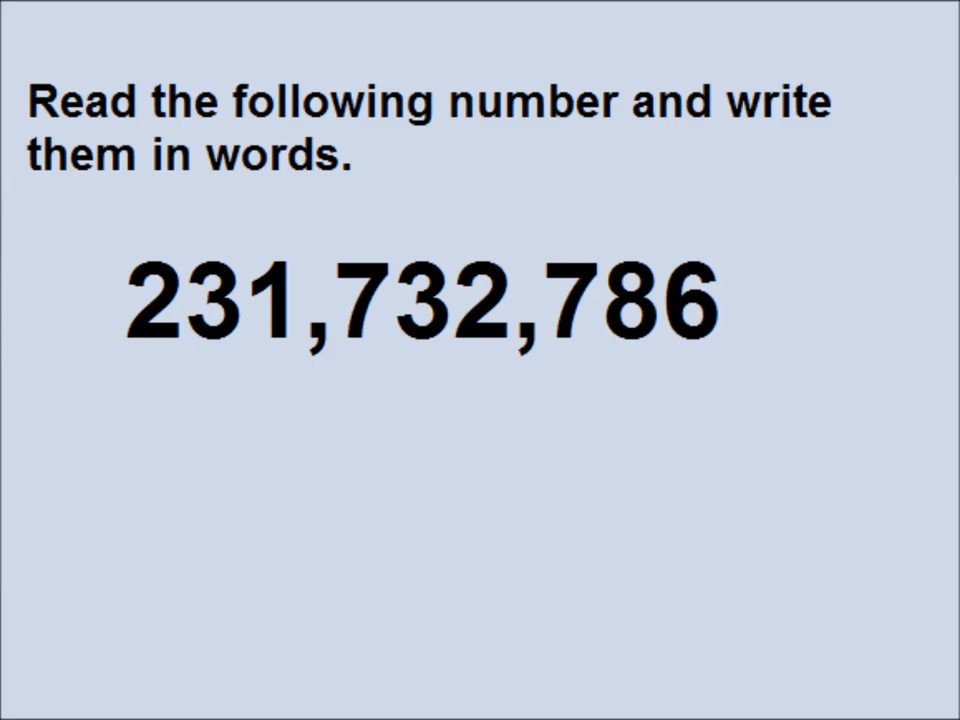 Read the following number and write
them in words.
231,732,786